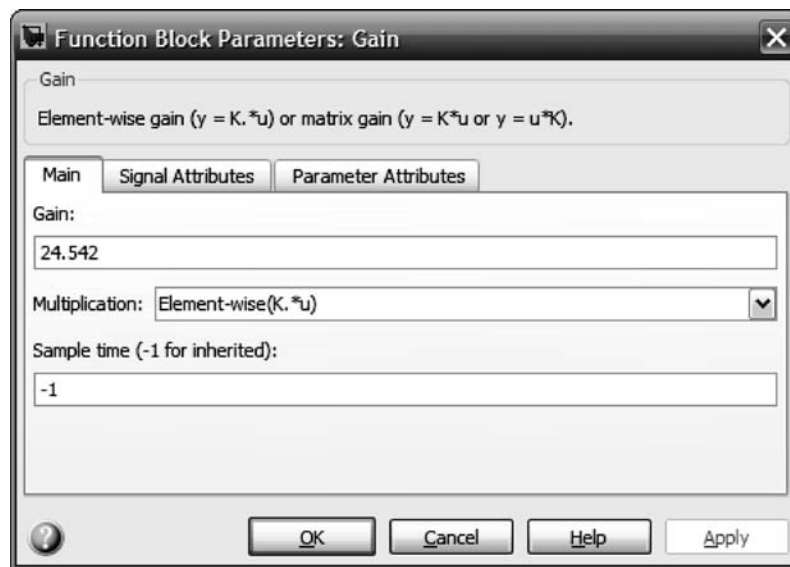 Function Block Parameters: Gain
Gain
Element-wise gain (y = K.*u) or matrix gain (y = K*u or y = u*K).
Main Signal Attributes Parameter Attributes
Gain:
24.542
Multiplication: Element-wise(K.*u)
Sample time (-1 for inherited):
-1
OK Cancel Help Apply